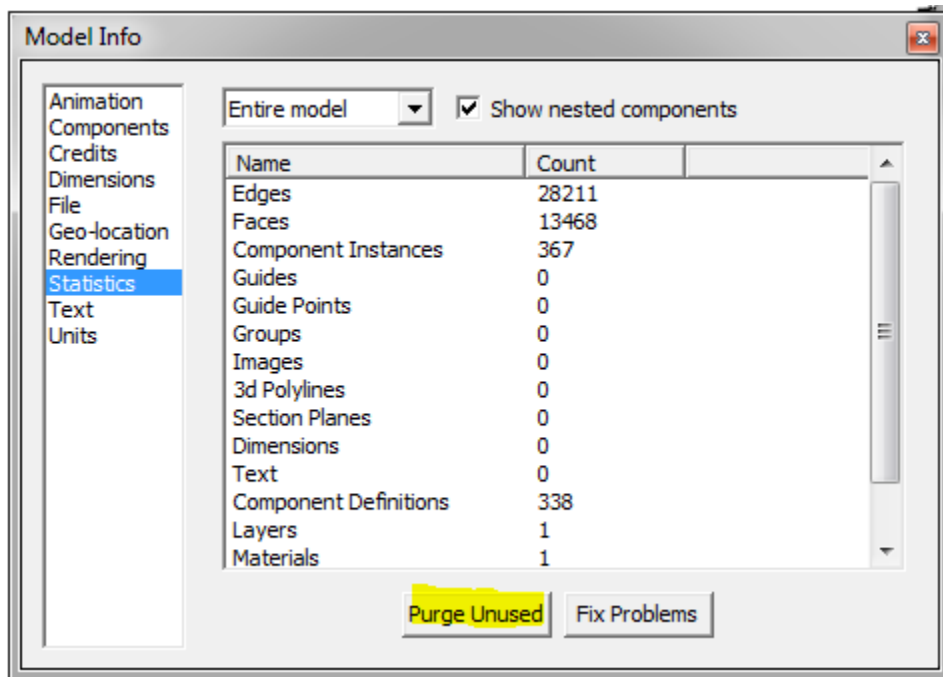 Model Info
Animation
Components
Credits
Dimensions
File
Geo-location
Rendering
Statistics
Text
Units
Entire model
Show nested components
Name Count
Edges 28211
Faces 13468
Component Instances 367
Guides 0
Guide Points 0
Groups 0
Images 0
3d Polylines 0
Section Planes 0
Dimensions 0
Text 0
Component Definitions 338
Layers 1
Materials 1
Purge Unused Fix Problems